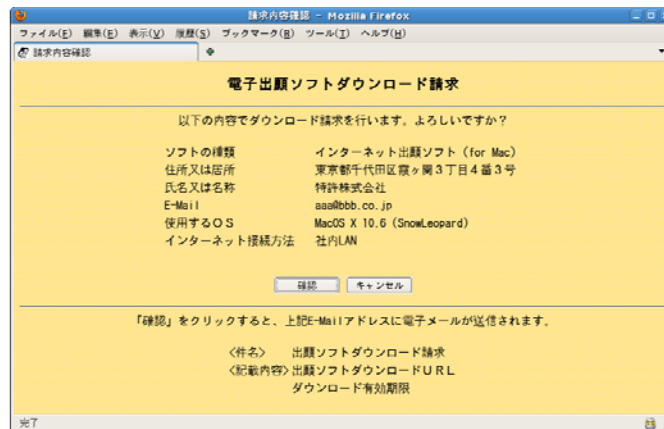 請求内容確認 - Mozilla Firefox
ファイル(F) 編集(E) 表示(V) 履歴(S) ブックマーク(B) ツール(T) ヘルプ(H)
請求内容確認
電子出願ソフトダウンロード請求
以下の内容でダウンロード請求を行います。よろしいですか？
ソフトの種類 インターネット出願ソフト (for Mac)
住所又は居所 東京都千代田区霞ヶ関３丁目４番３号
氏名又は名称 特許株式会社
E-Mail aaa@bbb.co.jp
使用するＯＳ MacOS X 10.6 (SnowLeopard)
インターネット接続方法 社内LAN
確認 キャンセル
「確認」をクリックすると、上記E-Mailアドレスに電子メールが送信されます。
〈件名〉 出願ソフトダウンロード請求
〈記載内容〉 出願ソフトダウンロードＵＲＬ
ダウンロード有効期限
完了